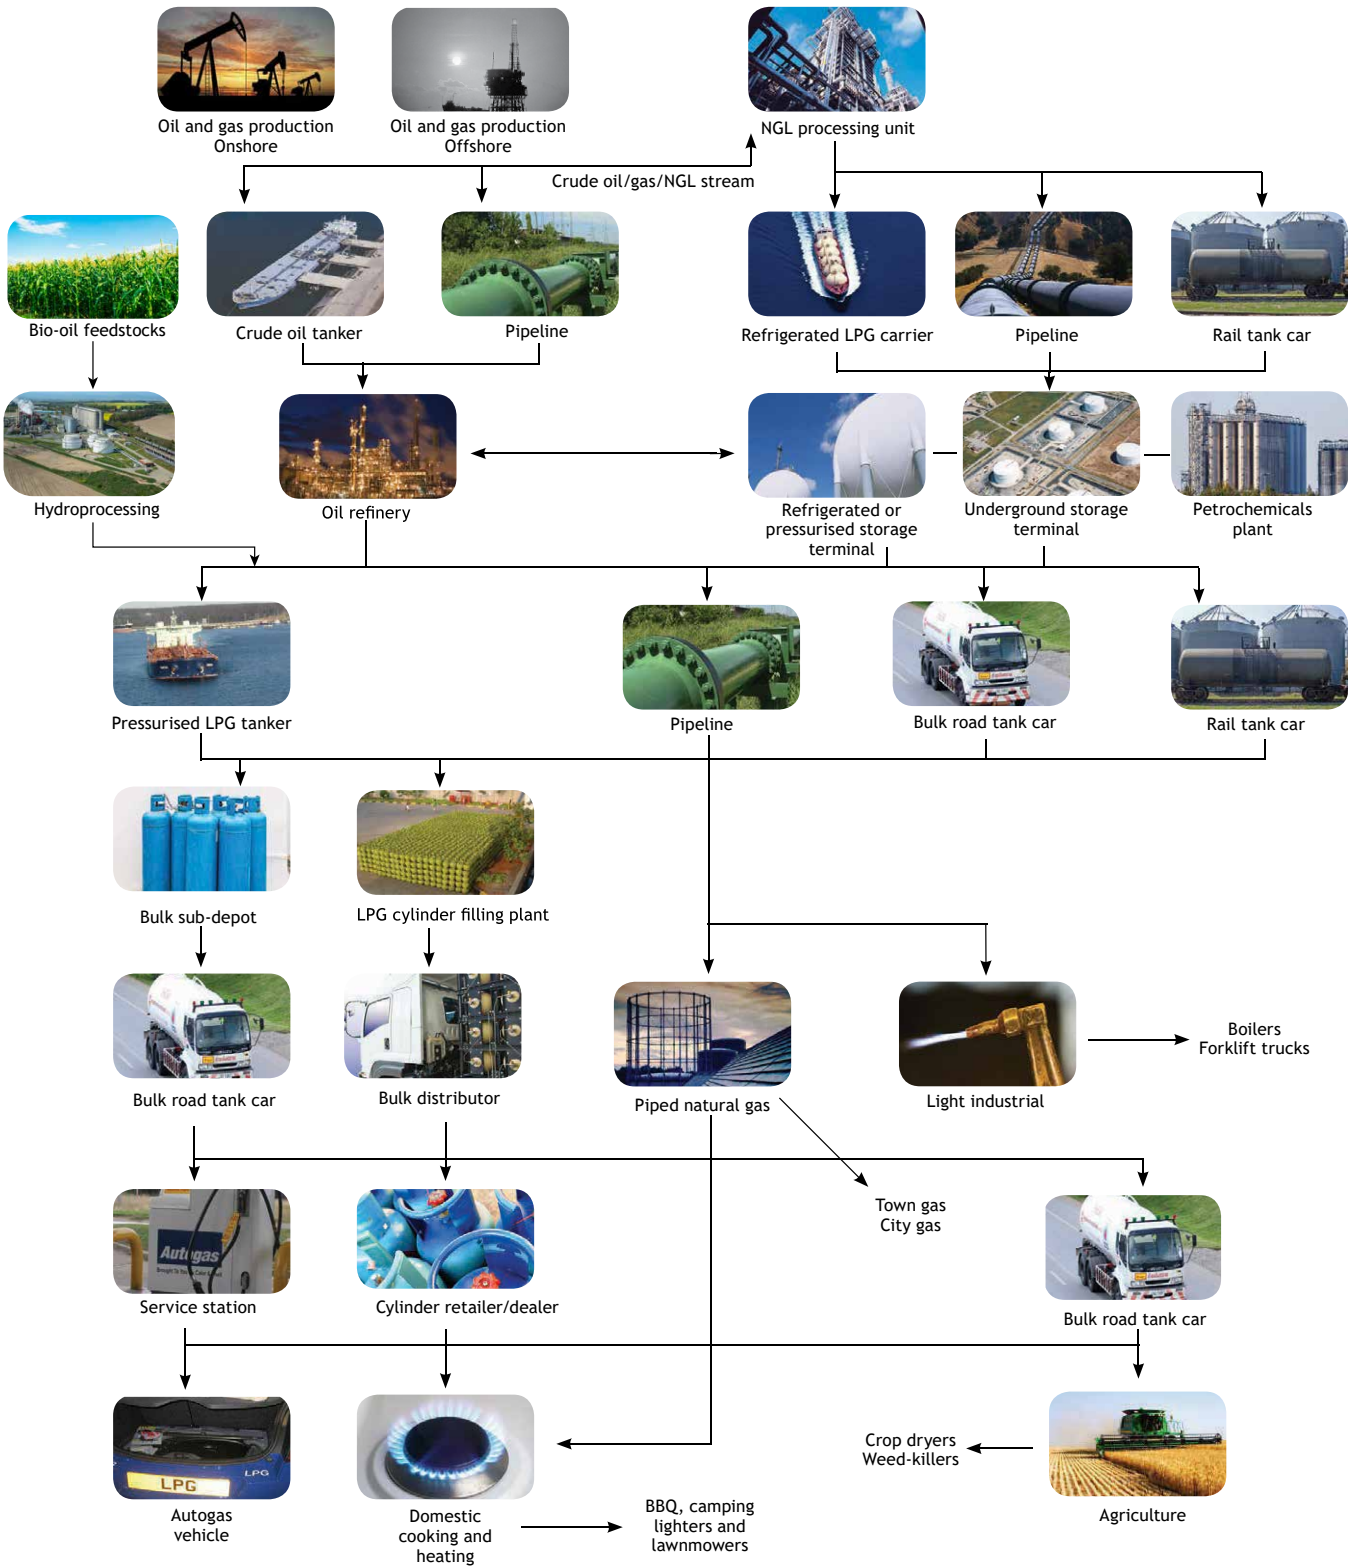 Oil and gas production
Onshore
Oil and gas production
Offshore
NGL processing unit
Crude oil/gas/NGL stream
Bio-oil feedstocks
Crude oil tanker
Pipeline
Refrigerated LPG carrier
Pipeline
Rail tank car
Hydroprocessing
Oil refinery
Refrigerated or
pressurised storage
terminal
Underground storage
terminal
Petrochemicals
plant
Pressurised LPG tanker
Pipeline
Bulk road tank car
Rail tank car
Bulk sub-depot
LPG cylinder filling plant
Bulk road tank car
Bulk distributor
Piped natural gas
Light industrial
Boilers
Forklift trucks
Town gas
City gas
Autogas
Service station
Cylinder retailer/dealer
Bulk road tank car
LPG
LPG
Autogas
vehicle
Domestic
cooking and
heating
BBQ, camping
lighters and
lawnmowers
Crop dryers
Weed-killers
Agriculture